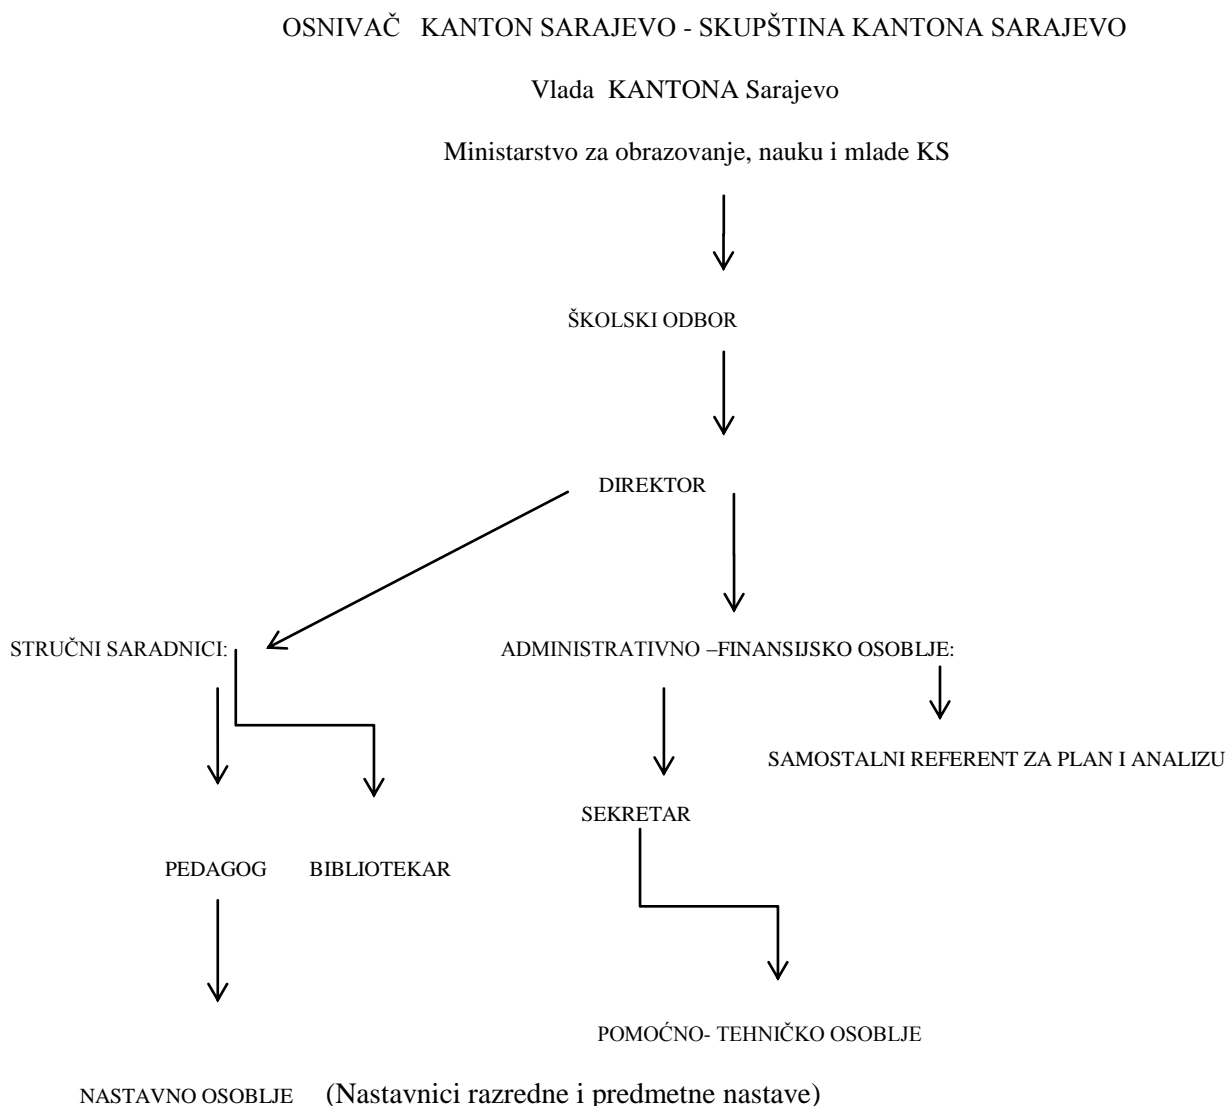 OSNIVAČ KANTON SARAJEVO - SKUPŠTINA KANTONA SARAJEVO
Vlada KANTONA Sarajevo
Ministarstvo za obrazovanje, nauku i mlade KS
ŠKOLSKI ODBOR
DIREKTOR
STRUČNI SARADNICI:
ADMINISTRATIVNO –FINANSIJSKO OSOBLJE:
SAMOSTALNI REFERENT ZA PLAN I ANALIZU
SEKRETAR
PEDAGOG
BIBLIOTEKAR
POMOĆNO- TEHNIČKO OSOBLJE
NASTAVNO OSOBLJE (Nastavnici razredne i predmetne nastave)